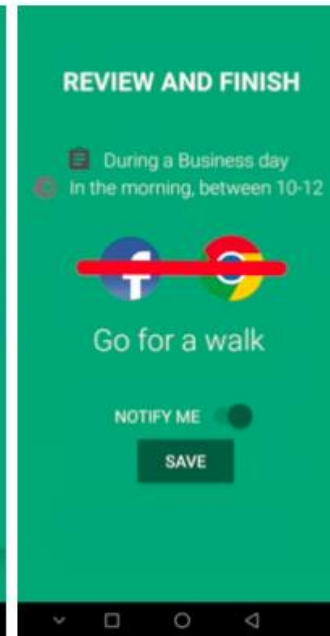 REVIEW AND FINISH
During a Business day
In the morning, between 10-12
Go for a walk
NOTIFY ME
SAVE